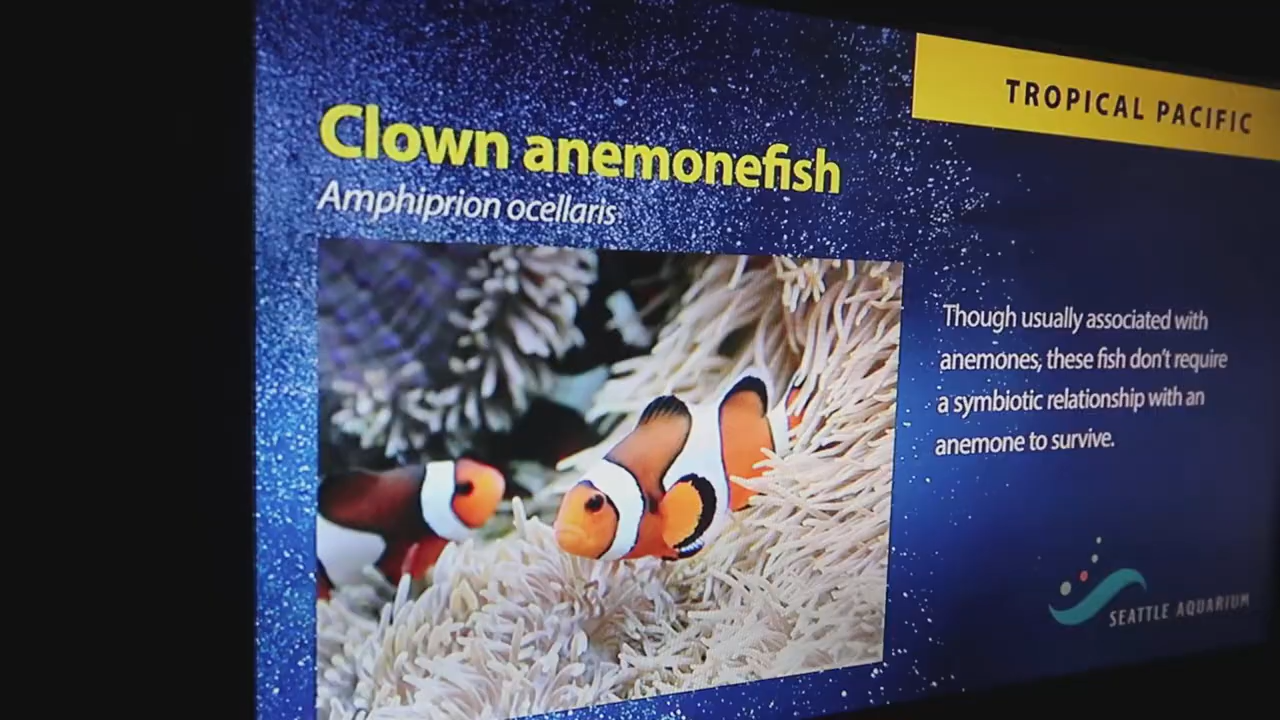 TROPICAL PACIFIC
Clown anemonefish
Amphiprion ocellaris
Though usually associated with
anemones, these fish don't require
a symbiotic relationship with an
anemone to survive.
SEATTLE AQUARIUM